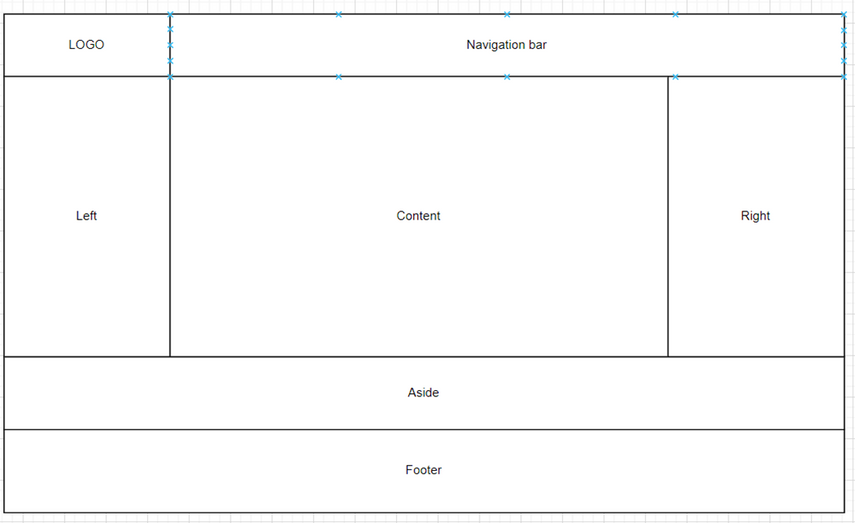 LOGO
Navigation bar
Left
Content
Right
Aside
Footer